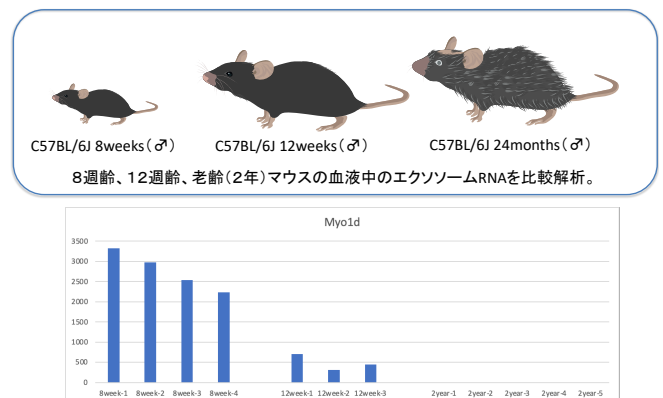 C57BL/6J 8weeks(♂) C57BL/6J 12weeks(♂) C57BL/6J 24months(♂)
8週齢、12週齢、老齢(2年)マウスの血液中のエクソソームRNAを比較解析。
Myo1d
3500
3000
2500
2000
1500
1000
500
0
8week-1 8week-2 8week-3 8week-4 12week-1 12week-2 12week-3 2year-1 2year-2 2year-3 2year-4 2year-5